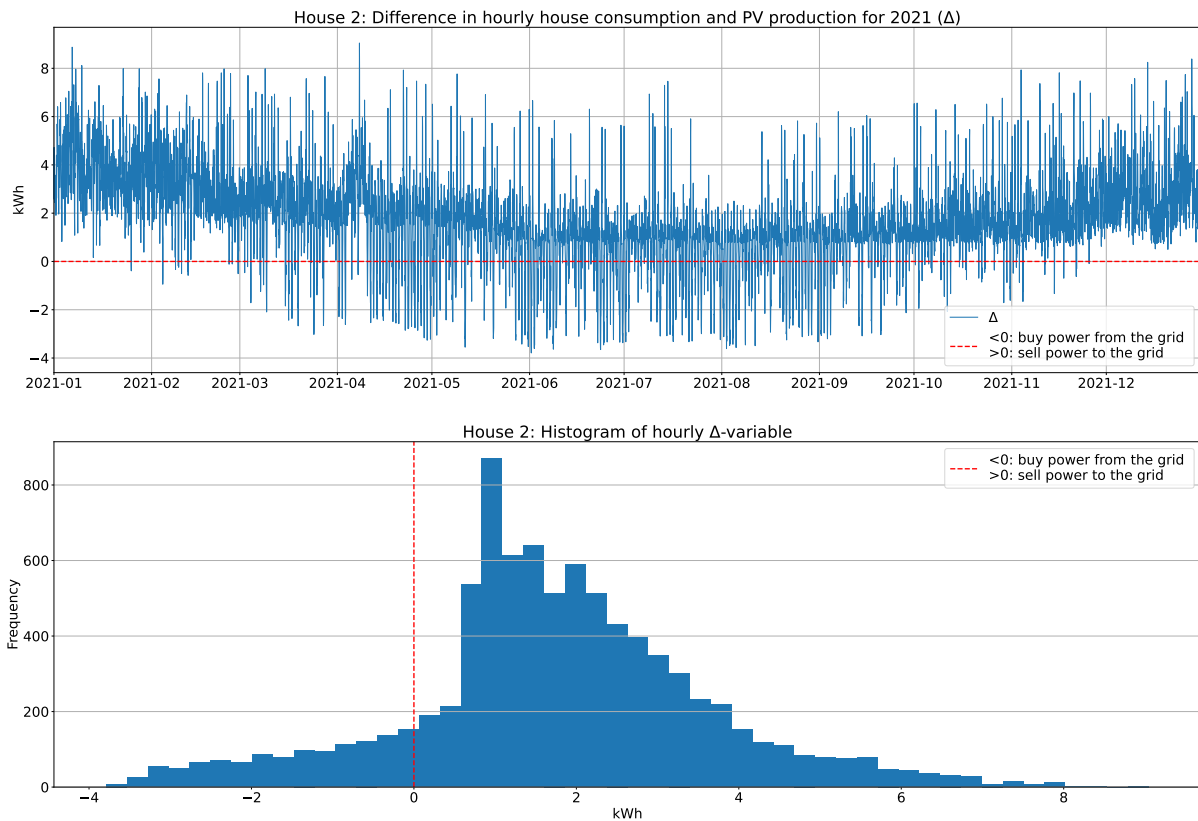 House 2: Difference in hourly house consumption and PV production for 2021 (Δ)
kWh
8
6
4
2
0
−2
−4
2021-01 2021-02 2021-03 2021-04 2021-05 2021-06 2021-07 2021-08 2021-09 2021-10 2021-11 2021-12
Δ
<0: buy power from the grid
>0: sell power to the grid
House 2: Histogram of hourly Δ-variable
Frequency
800
600
400
200
0
−4 −2 0 2 4 6 8
kWh
<0: buy power from the grid
>0: sell power to the grid